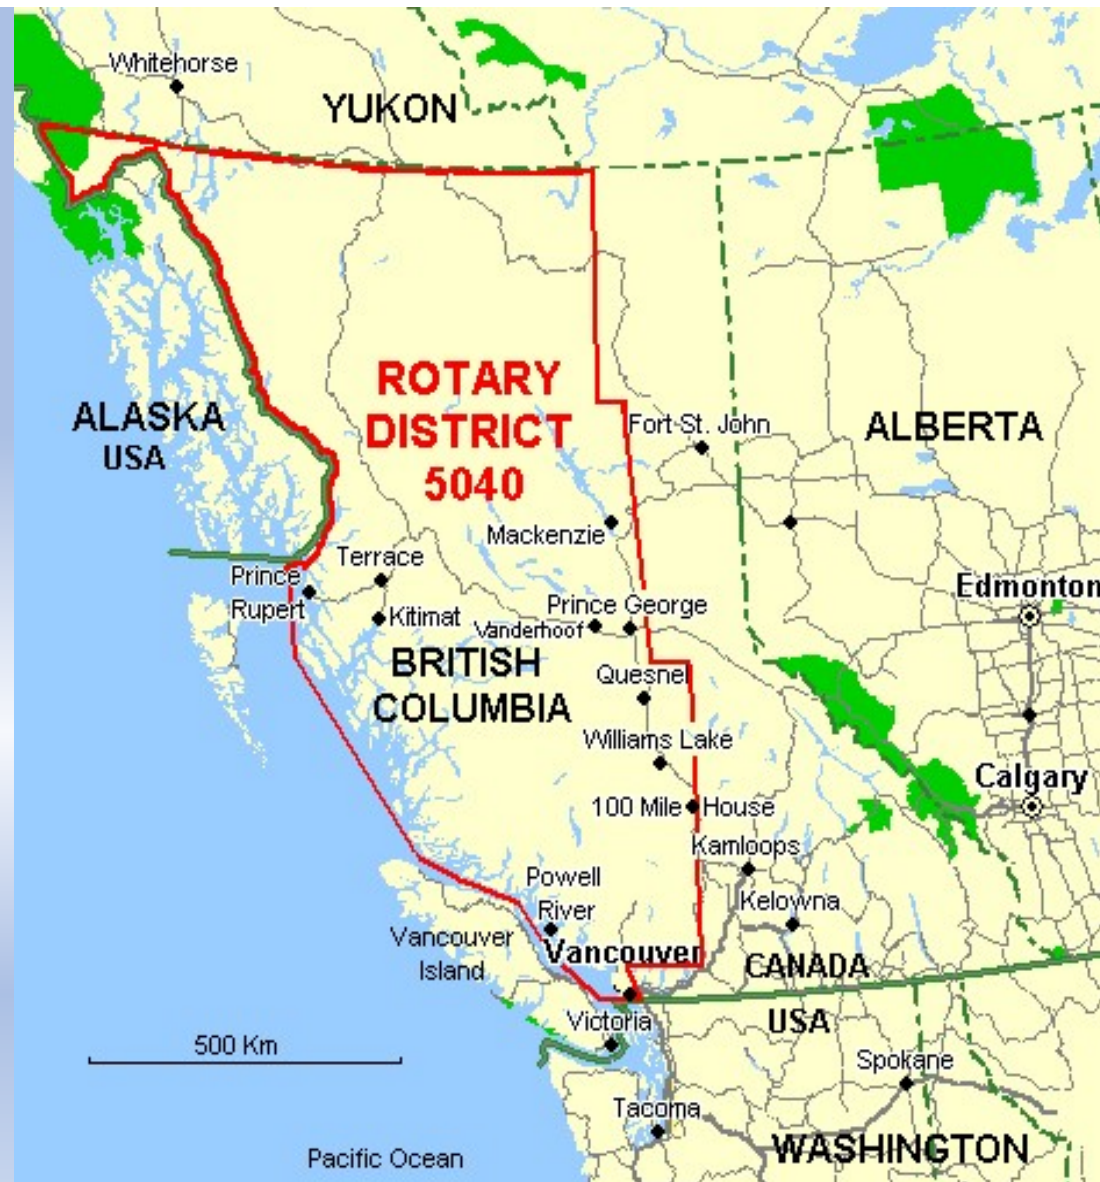 Whitehorse
YUKON
ROTARY
DISTRICT
5040
ALASKA
USA
Fort St. John
ALBERTA
Mackenzie
Terrace
Prince
Rupert
Kitimat
Prince George
Vanderhoof
Edmonton
BRITISH
COLUMBIA
Quesnel
Williams Lake
Calgary
100 Mile House
Kamloops
Powell
River
Kelowna
Vancouver
Island
Vancouver
CANADA
USA
Victoria
500 Km
Spokane
Tacoma
WASHINGTON
Pacific Ocean